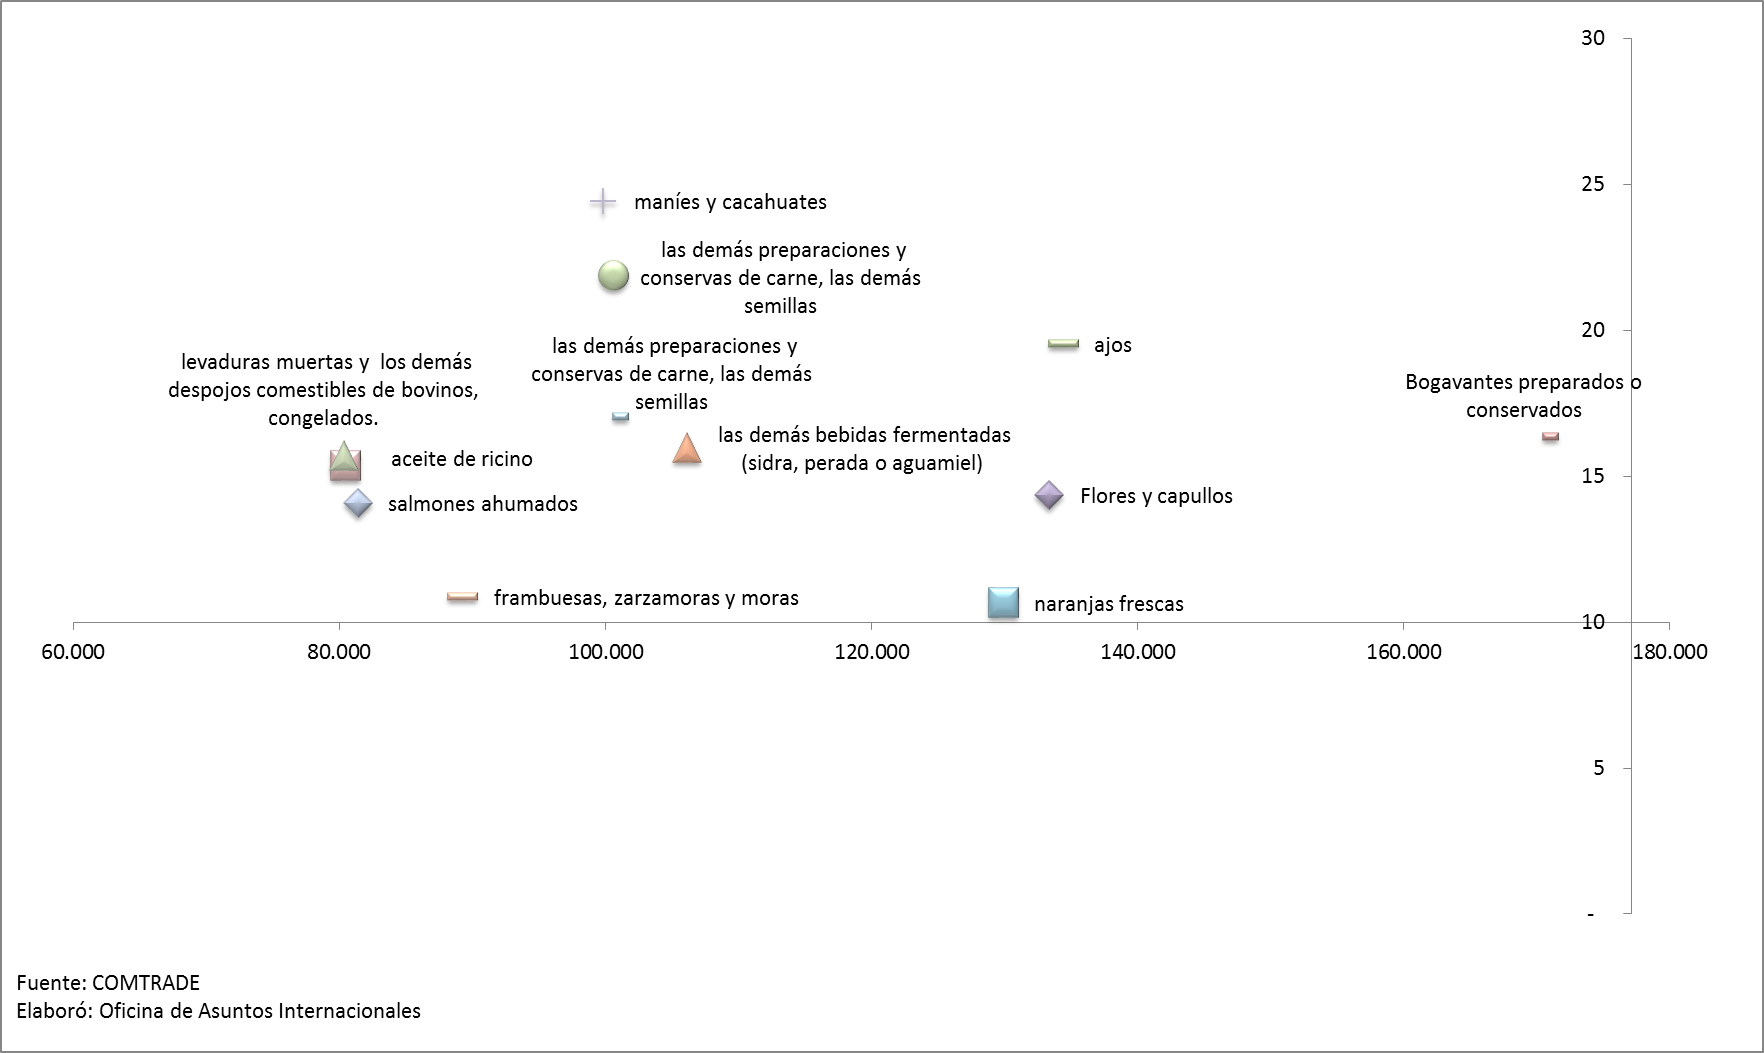 30
25
maníes y cacahuates
las demás preparaciones y
conservas de carne, las demás
semillas
20
ajos
las demás preparaciones y
conservas de carne, las demás
semillas
levaduras muertas y  los demás
despojos comestibles de bovinos,
congelados.
Bogavantes preparados o
conservados
las demás bebidas fermentadas
(sidra, perada o aguamiel)
aceite de ricino
15
Flores y capullos
salmones ahumados
frambuesas, zarzamoras y moras
naranjas frescas
10
60.000 80.000 100.000 120.000 140.000 160.000 180.000
5
-
Fuente: COMTRADE
Elaboró: Oficina de Asuntos Internacionales